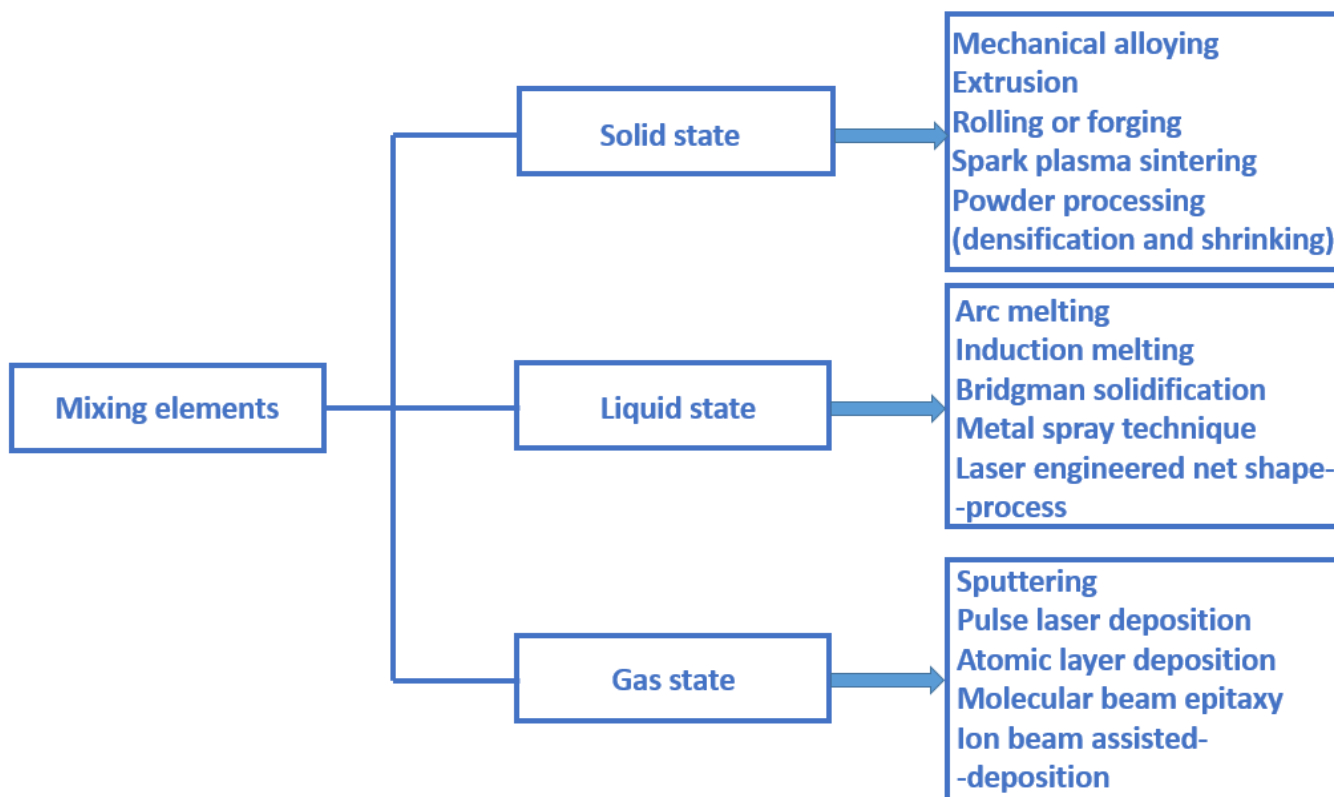 Mixing elements
Solid state
Mechanical alloying
Extrusion
Rolling or forging
Spark plasma sintering
Powder processing
(densification and shrinking)
Liquid state
Arc melting
Induction melting
Bridgman solidification
Metal spray technique
Laser engineered net shape-
-process
Gas state
Sputtering
Pulse laser deposition
Atomic layer deposition
Molecular beam epitaxy
Ion beam assisted-
-deposition